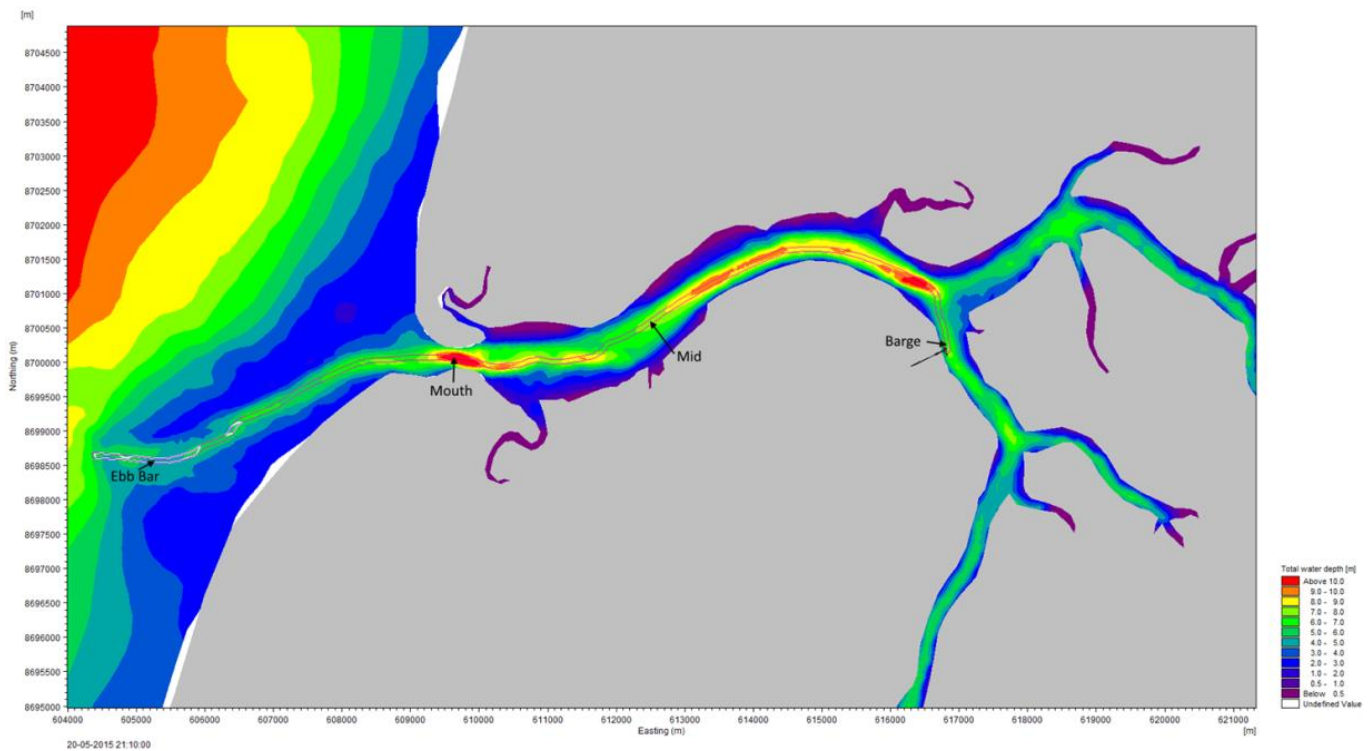 [m]
8704500
8704000
8703500
8703000
8702500
8702000
8701500
8701000
8700500
8700000
8699500
8699000
8698500
8698000
8697500
8697000
8696500
8696000
8695500
8695000
Northing (m)
Mouth
Mid
Barge
Ebb Bar
604000 605000 606000 607000 608000 609000 610000 611000 612000 613000 614000 615000 616000 617000 618000 619000 620000 621000
Easting (m)
[m]
20-05-2015 21:10:00
Total water depth [m]
Above 10.0
9.0 - 10.0
8.0 - 9.0
7.0 - 8.0
6.0 - 7.0
5.0 - 6.0
4.0 - 5.0
3.0 - 4.0
2.0 - 3.0
1.0 - 2.0
0.5 - 1.0
Below 0.5
Undefined Value